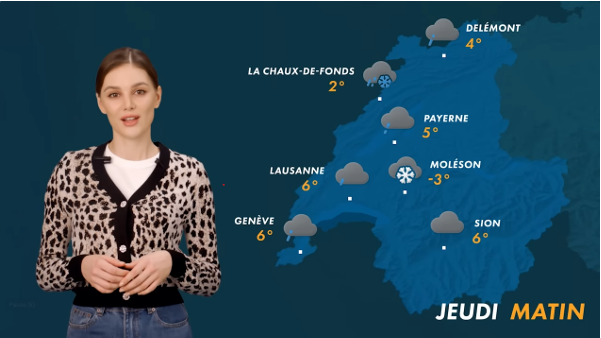 DELÉMONT
4°
LA CHAUX-DE-FONDS
2°
PAYERNE
5°
MOLÉSON
-3°
LAUSANNE
6°
GENÈVE
6°
SION
6°
JEUDI MATIN